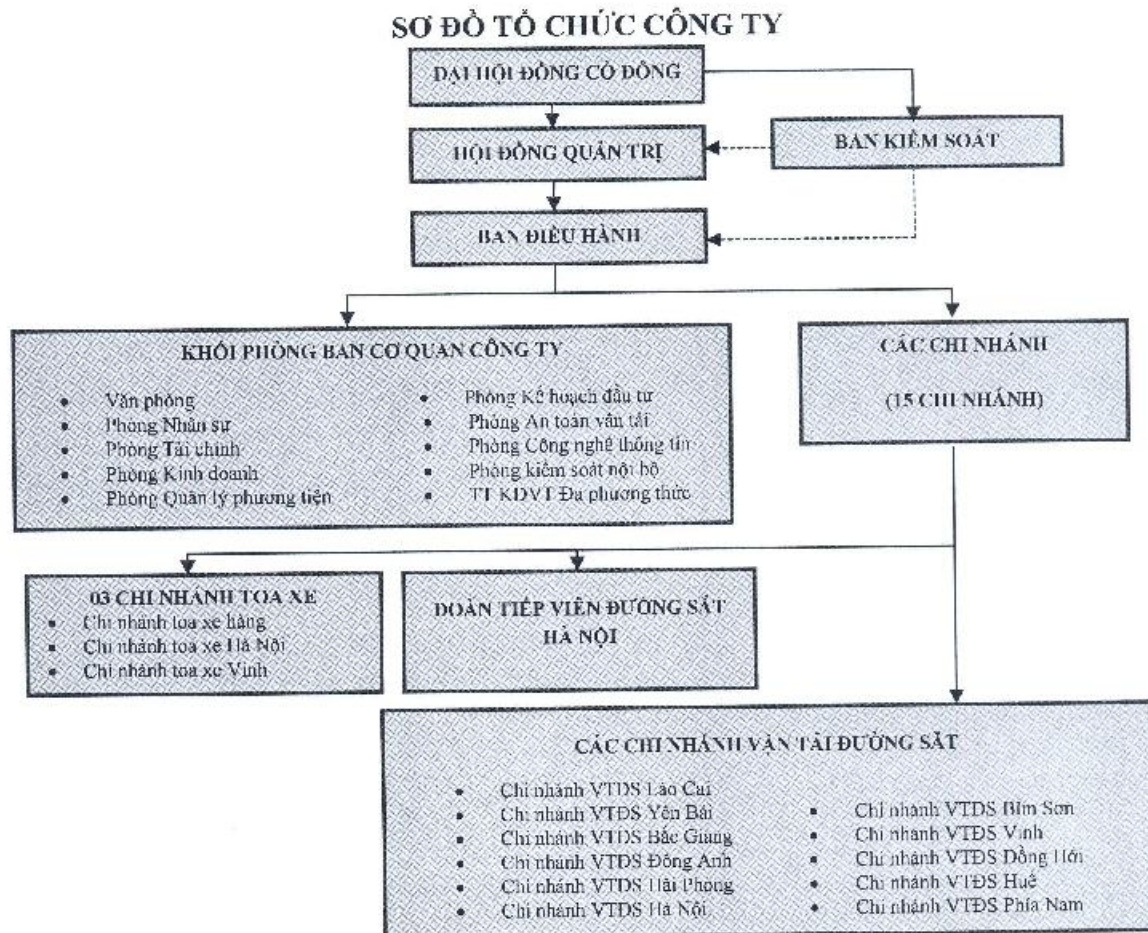 SƠ ĐỒ TỔ CHỨC CÔNG TY
ĐẠI HỘI ĐỒNG CỔ ĐÔNG
HỘI ĐỒNG QUẢN TRỊ
BAN KIỂM SOÁT
BAN ĐIỀU HÀNH
KHỐI PHÒNG BAN CƠ QUAN CÔNG TY
• Văn phòng
• Phòng Nhân sự
• Phòng Tài chính
• Phòng Kinh doanh
• Phòng Quản lý phương tiện
• Phòng Kế hoạch đầu tư
• Phòng An toàn vận tải
• Phòng Công nghệ thông tin
• Phòng kiểm soát nội bộ
• TT KDVT Đa phương thức
CÁC CHI NHÁNH
(15 CHI NHÁNH)
03 CHI NHÁNH TOA XE
• Chi nhánh toa xe hàng
• Chi nhánh toa xe Hà Nội
• Chi nhánh toa xe Vinh
ĐOÀN TIẾP VIÊN ĐƯỜNG SẮT
HÀ NỘI
CÁC CHI NHÁNH VẬN TẢI ĐƯỜNG SẮT
• Chi nhánh VTĐS Lào Cai
• Chi nhánh VTĐS Yên Bái
• Chi nhánh VTĐS Bắc Giang
• Chi nhánh VTĐS Đông Anh
• Chi nhánh VTĐS Hải Phòng
• Chi nhánh VTĐS Hà Nội
• Chi nhánh VTĐS Bỉm Sơn
• Chi nhánh VTĐS Vinh
• Chi nhánh VTĐS Đồng Hới
• Chi nhánh VTĐS Huế
• Chi nhánh VTĐS Phía Nam